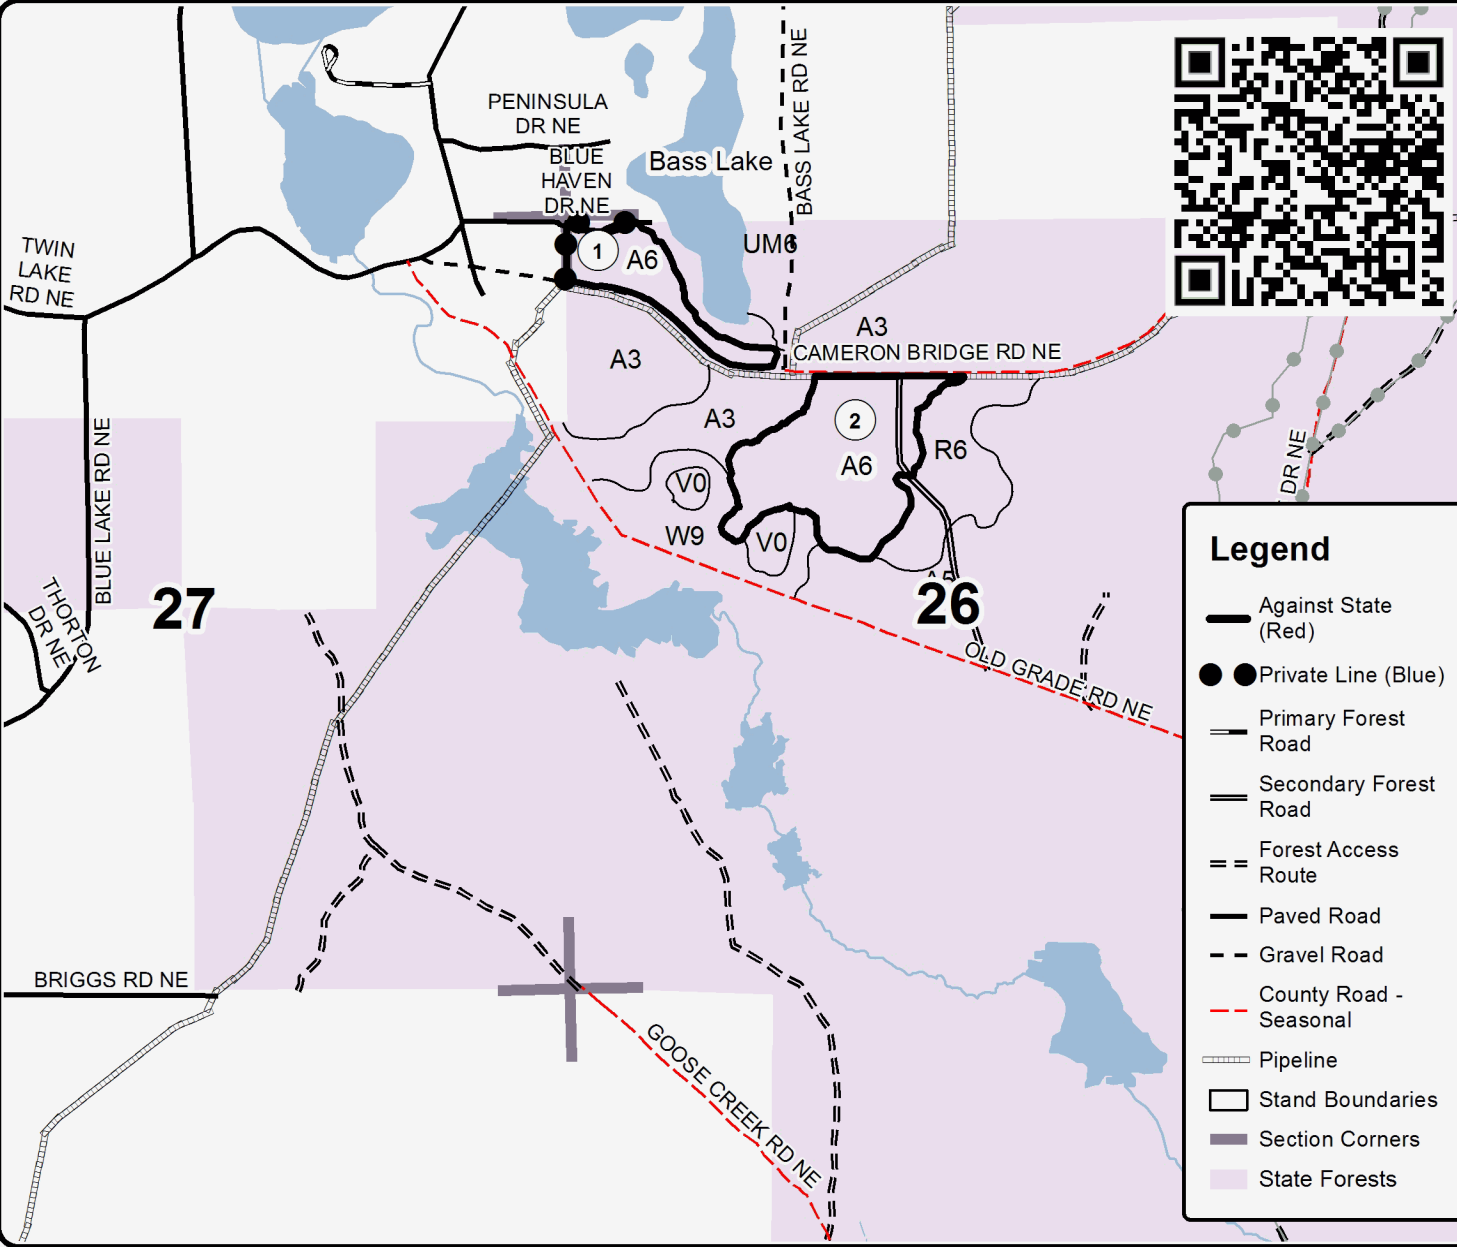 PENINSULA
DR NE
BLUE
HAVEN
DR NE
Bass Lake
BASS LAKE RD NE
TWIN
LAKE
RD NE
1
A6
UM6
A3
A3
CAMERON BRIDGE RD NE
A3
2
A6
R6
V0
W9
V0
A5
26
27
BLUE LAKE RD NE
THORTON
DR NE
OLD GRADE RD NE
DR NE
BRIGGS RD NE
GOOSE CREEK RD NE
Legend
Against State
(Red)
Private Line (Blue)
Primary Forest
Road
Secondary Forest
Road
Forest Access
Route
Paved Road
Gravel Road
County Road -
Seasonal
Pipeline
Stand Boundaries
Section Corners
State Forests